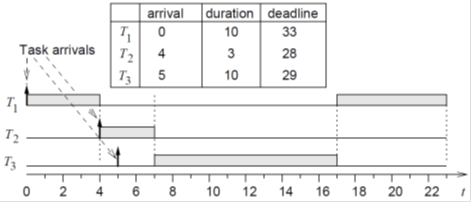 arrival duration deadline
T1 0 10 33
T2 4 3 28
T3 5 10 29
Task arrivals
T1
T2
T3
0 2 4 6 8 10 12 14 16 18 20 22 t